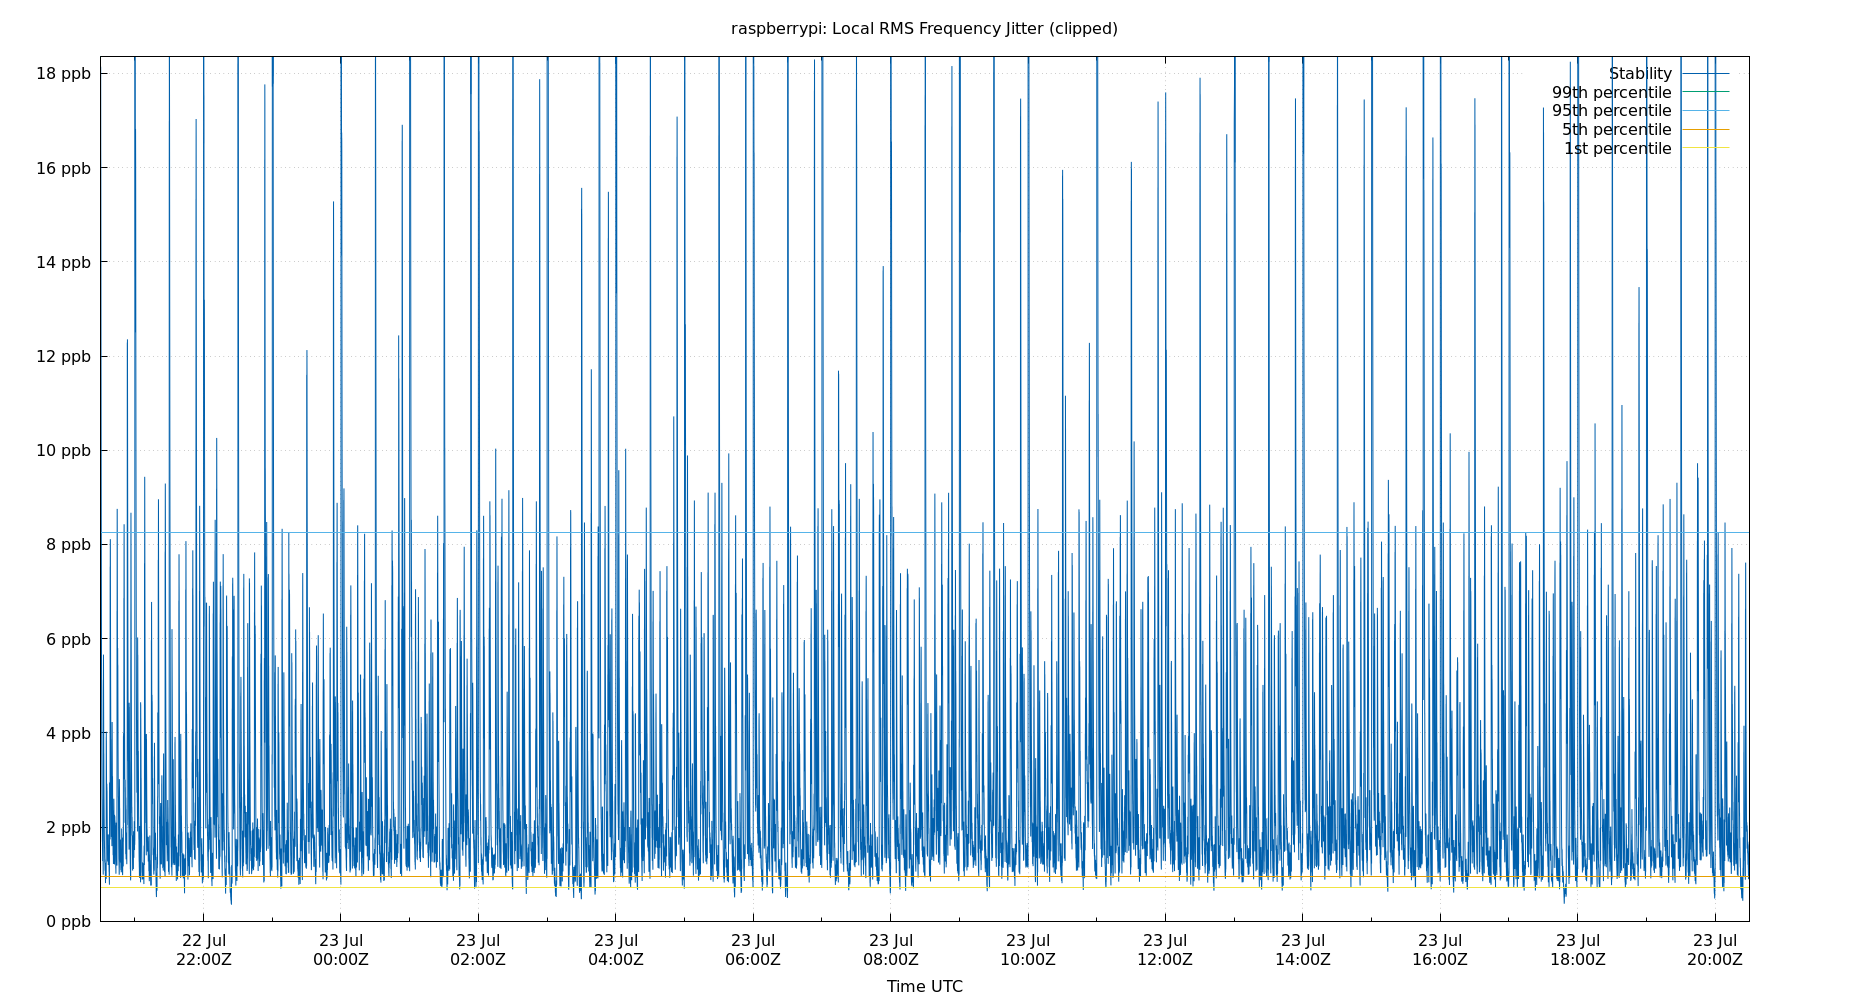 raspberrypi: Local RMS Frequency Jitter (clipped)
18 ppb
16 ppb
14 ppb
12 ppb
10 ppb
8 ppb
6 ppb
4 ppb
2 ppb
0 ppb
Stability
99th percentile
95th percentile
5th percentile
1st percentile
22 Jul
22:00Z
23 Jul
00:00Z
23 Jul
02:00Z
23 Jul
04:00Z
23 Jul
06:00Z
23 Jul
08:00Z
23 Jul
10:00Z
23 Jul
12:00Z
23 Jul
14:00Z
23 Jul
16:00Z
23 Jul
18:00Z
23 Jul
20:00Z
Time UTC